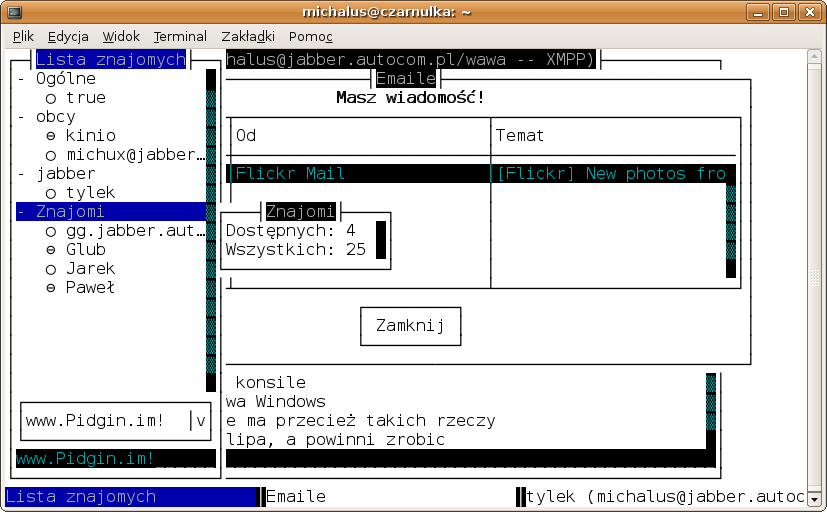 michalus@czarnulka: ~
Plik Edycja Widok Terminal Zakładki Pomoc
Lista znajomych
halus@jabber.autocom.pl/wawa -- XMPP)
- Ogólne
○ true
- obcy
⊖ kinio
○ michux@jabber…
- jabber
○ tylek
- Znajomi
○ gg.jabber.aut…
⊖ Glub
○ Jarek
⊖ Paweł
Emaile
Masz wiadomość!
Od Temat
Flickr Mail [Flickr] New photos fro
Znajomi
Dostępnych: 4
Wszystkich: 25
Zamknij
konsile
wa Windows
e ma przecież takich rzeczy
lipa, a powinni zrobic
www.Pidgin.im! v
www.Pidgin.im!
Lista znajomych Emaile tylek (michalus@jabber.autoc